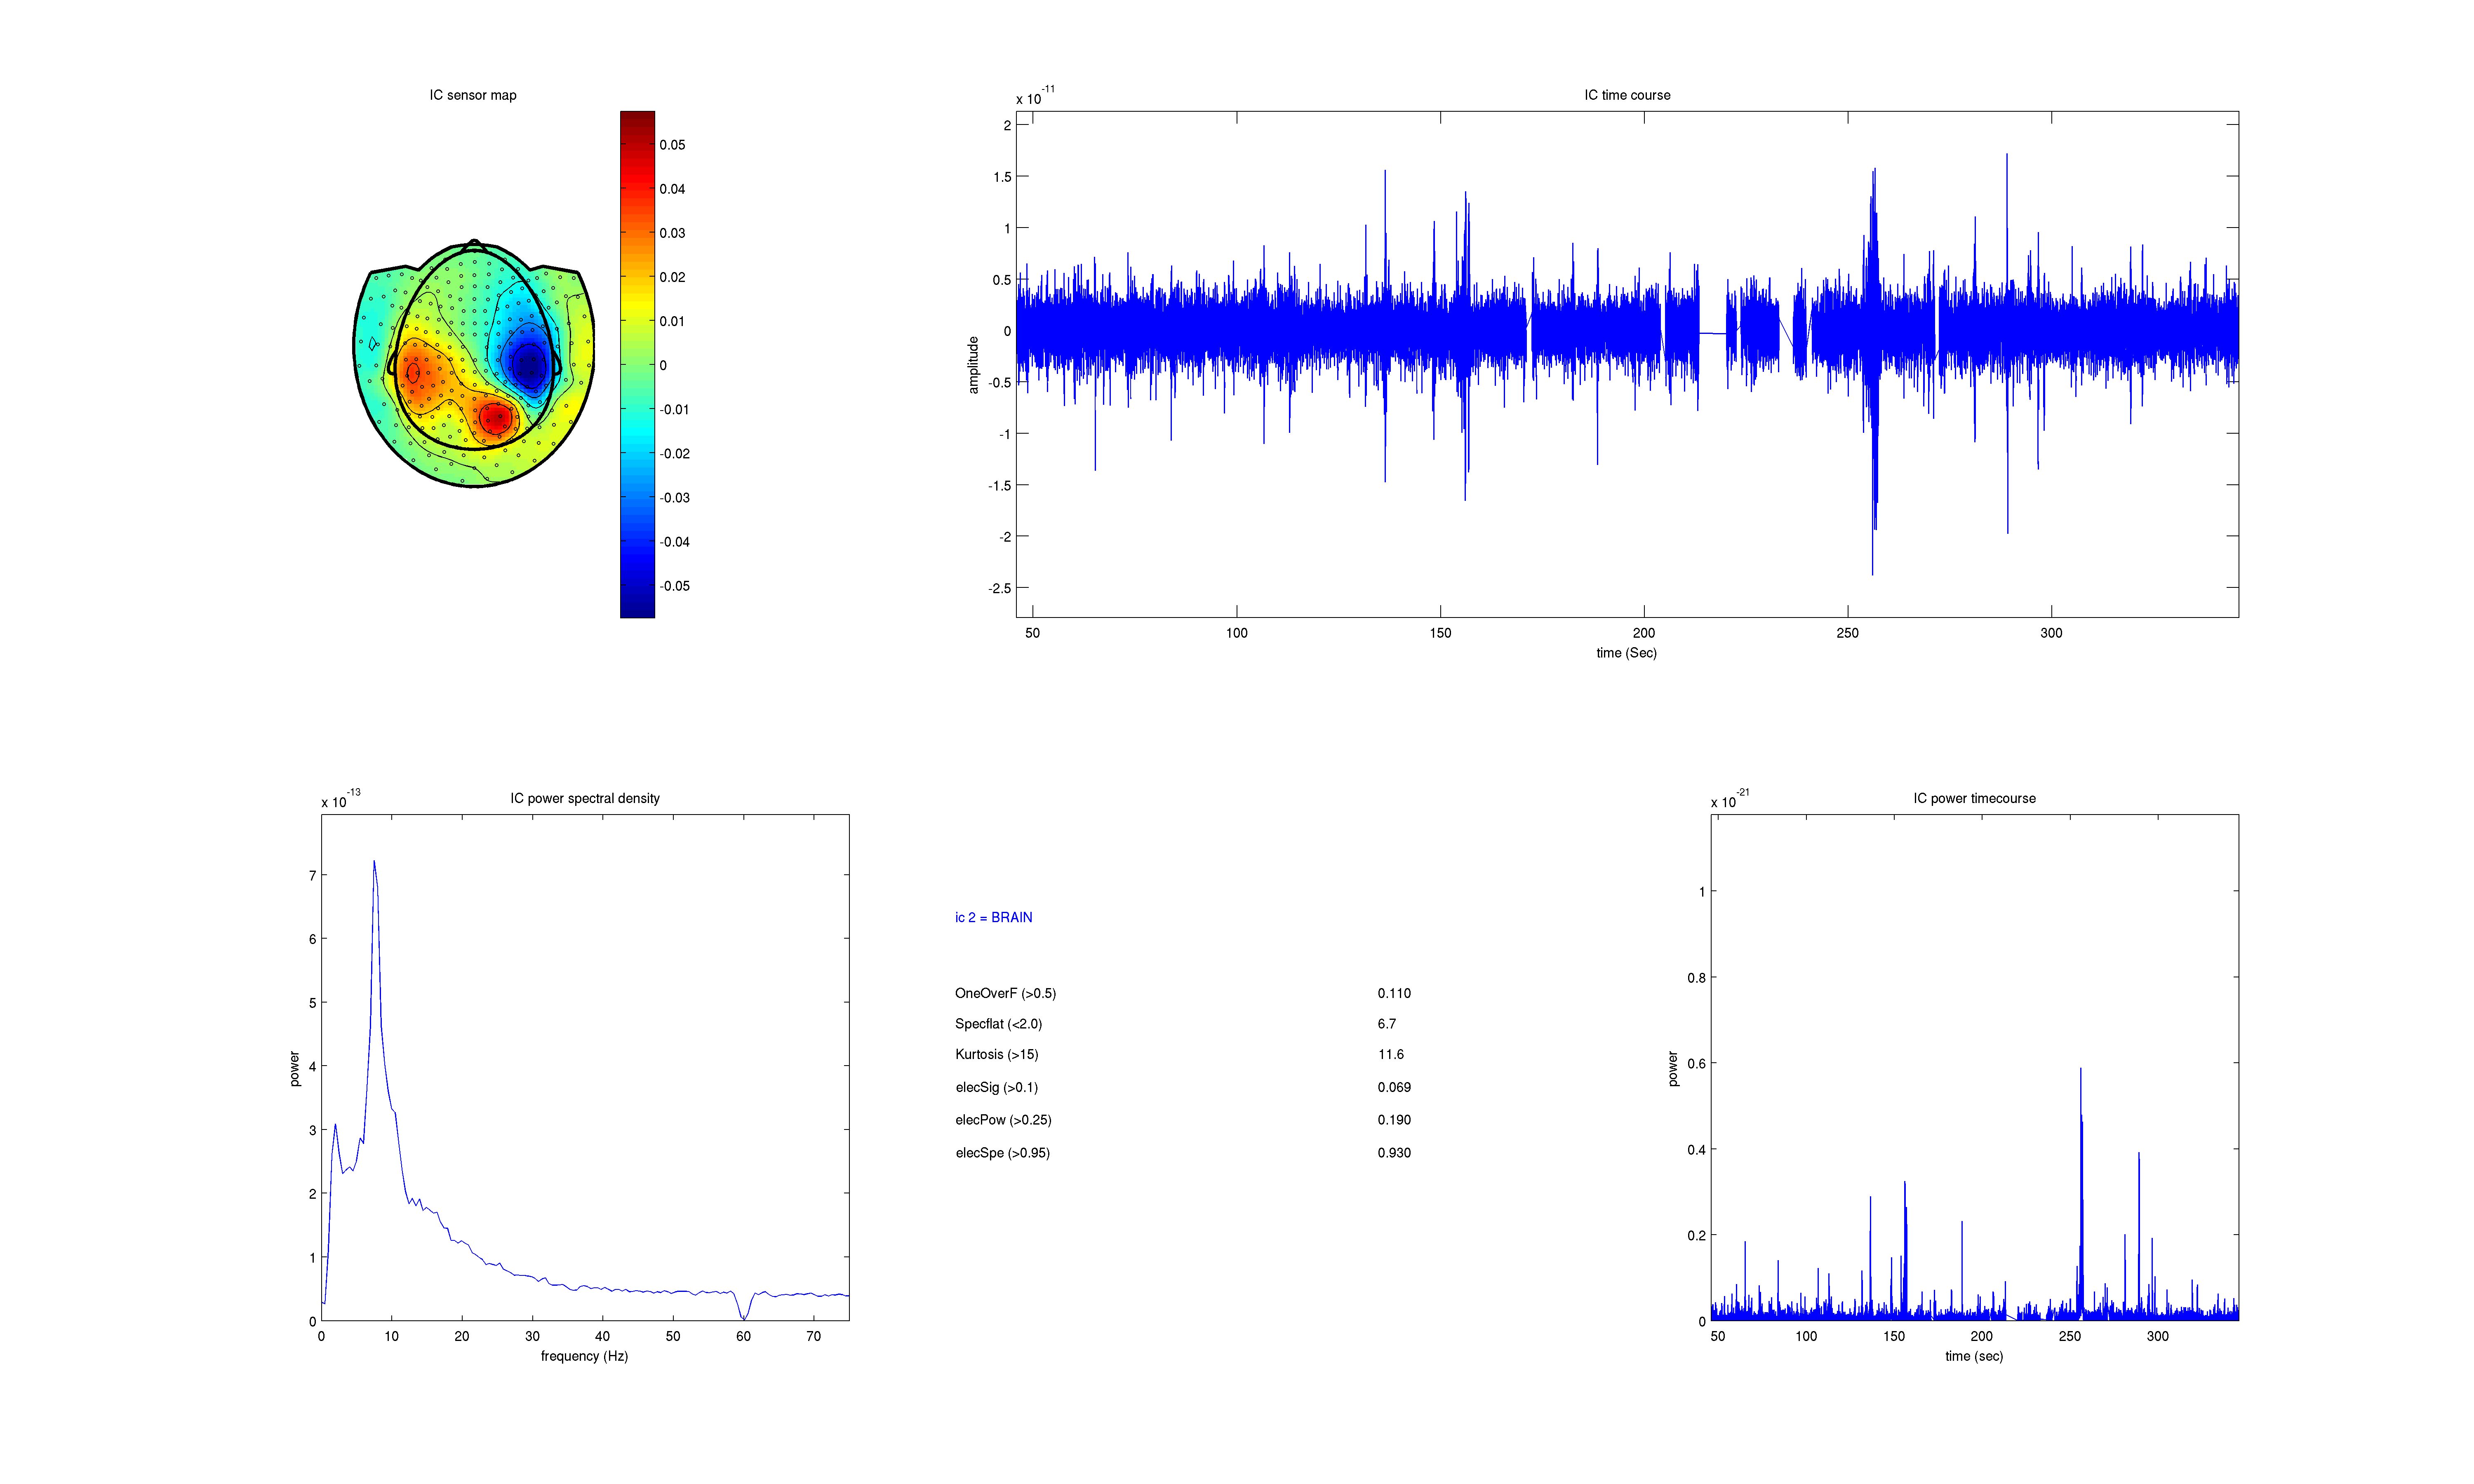 IC sensor map
0.05
0.04
0.03
0.02
0.01
0
-0.01
-0.02
-0.03
-0.04
-0.05
IC time course
x 10^-11
2
1.5
1
0.5
0
-0.5
-1
-1.5
-2
-2.5
amplitude
50 100 150 200 250 300
time (Sec)
IC power spectral density
x 10^-13
7
6
5
4
3
2
1
0
power
0 10 20 30 40 50 60 70
frequency (Hz)
ic 2 = BRAIN
OneOverF (>0.5) 0.110
Specflat (<2.0) 6.7
Kurtosis (>15) 11.6
elecSig (>0.1) 0.069
elecPow (>0.25) 0.190
elecSpe (>0.95) 0.930
IC power timecourse
x 10^-21
1
0.8
0.6
0.4
0.2
0
power
50 100 150 200 250 300
time (sec)